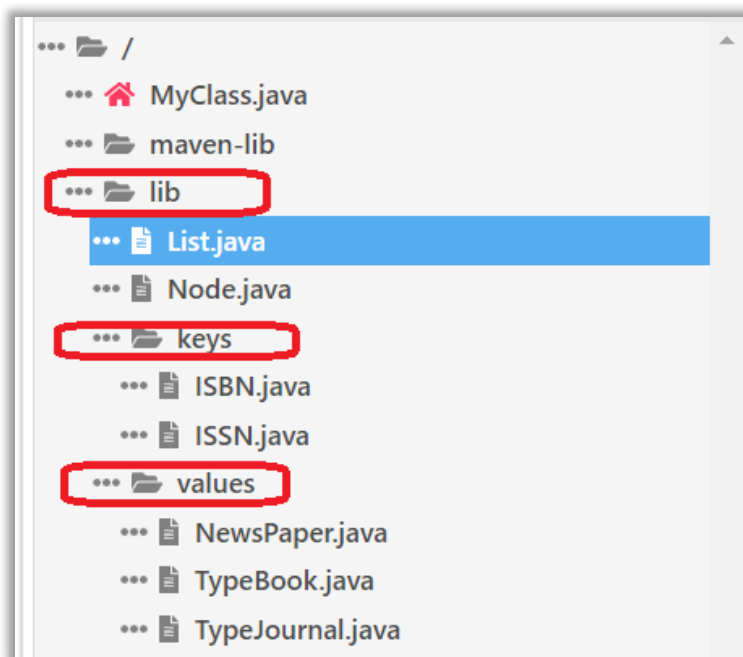 /
MyClass.java
maven-lib
lib
List.java
Node.java
keys
ISBN.java
ISSN.java
values
NewsPaper.java
TypeBook.java
TypeJournal.java